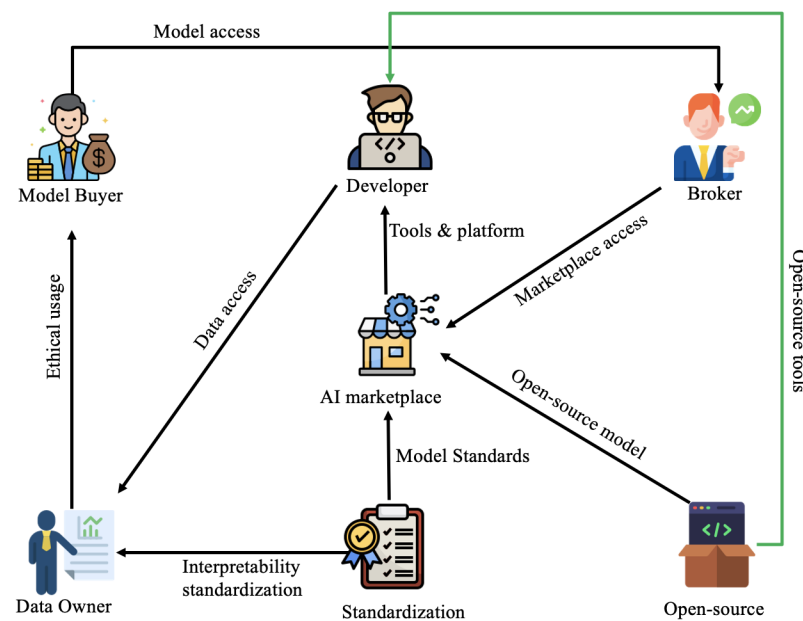 Model access
Model Buyer
Developer
Broker
Tools & platform
Marketplace access
Open-source tools
Ethical usage
Data access
AI marketplace
Open-source model
Model Standards
Interpretability
standardization
Data Owner
Standardization
Open-source